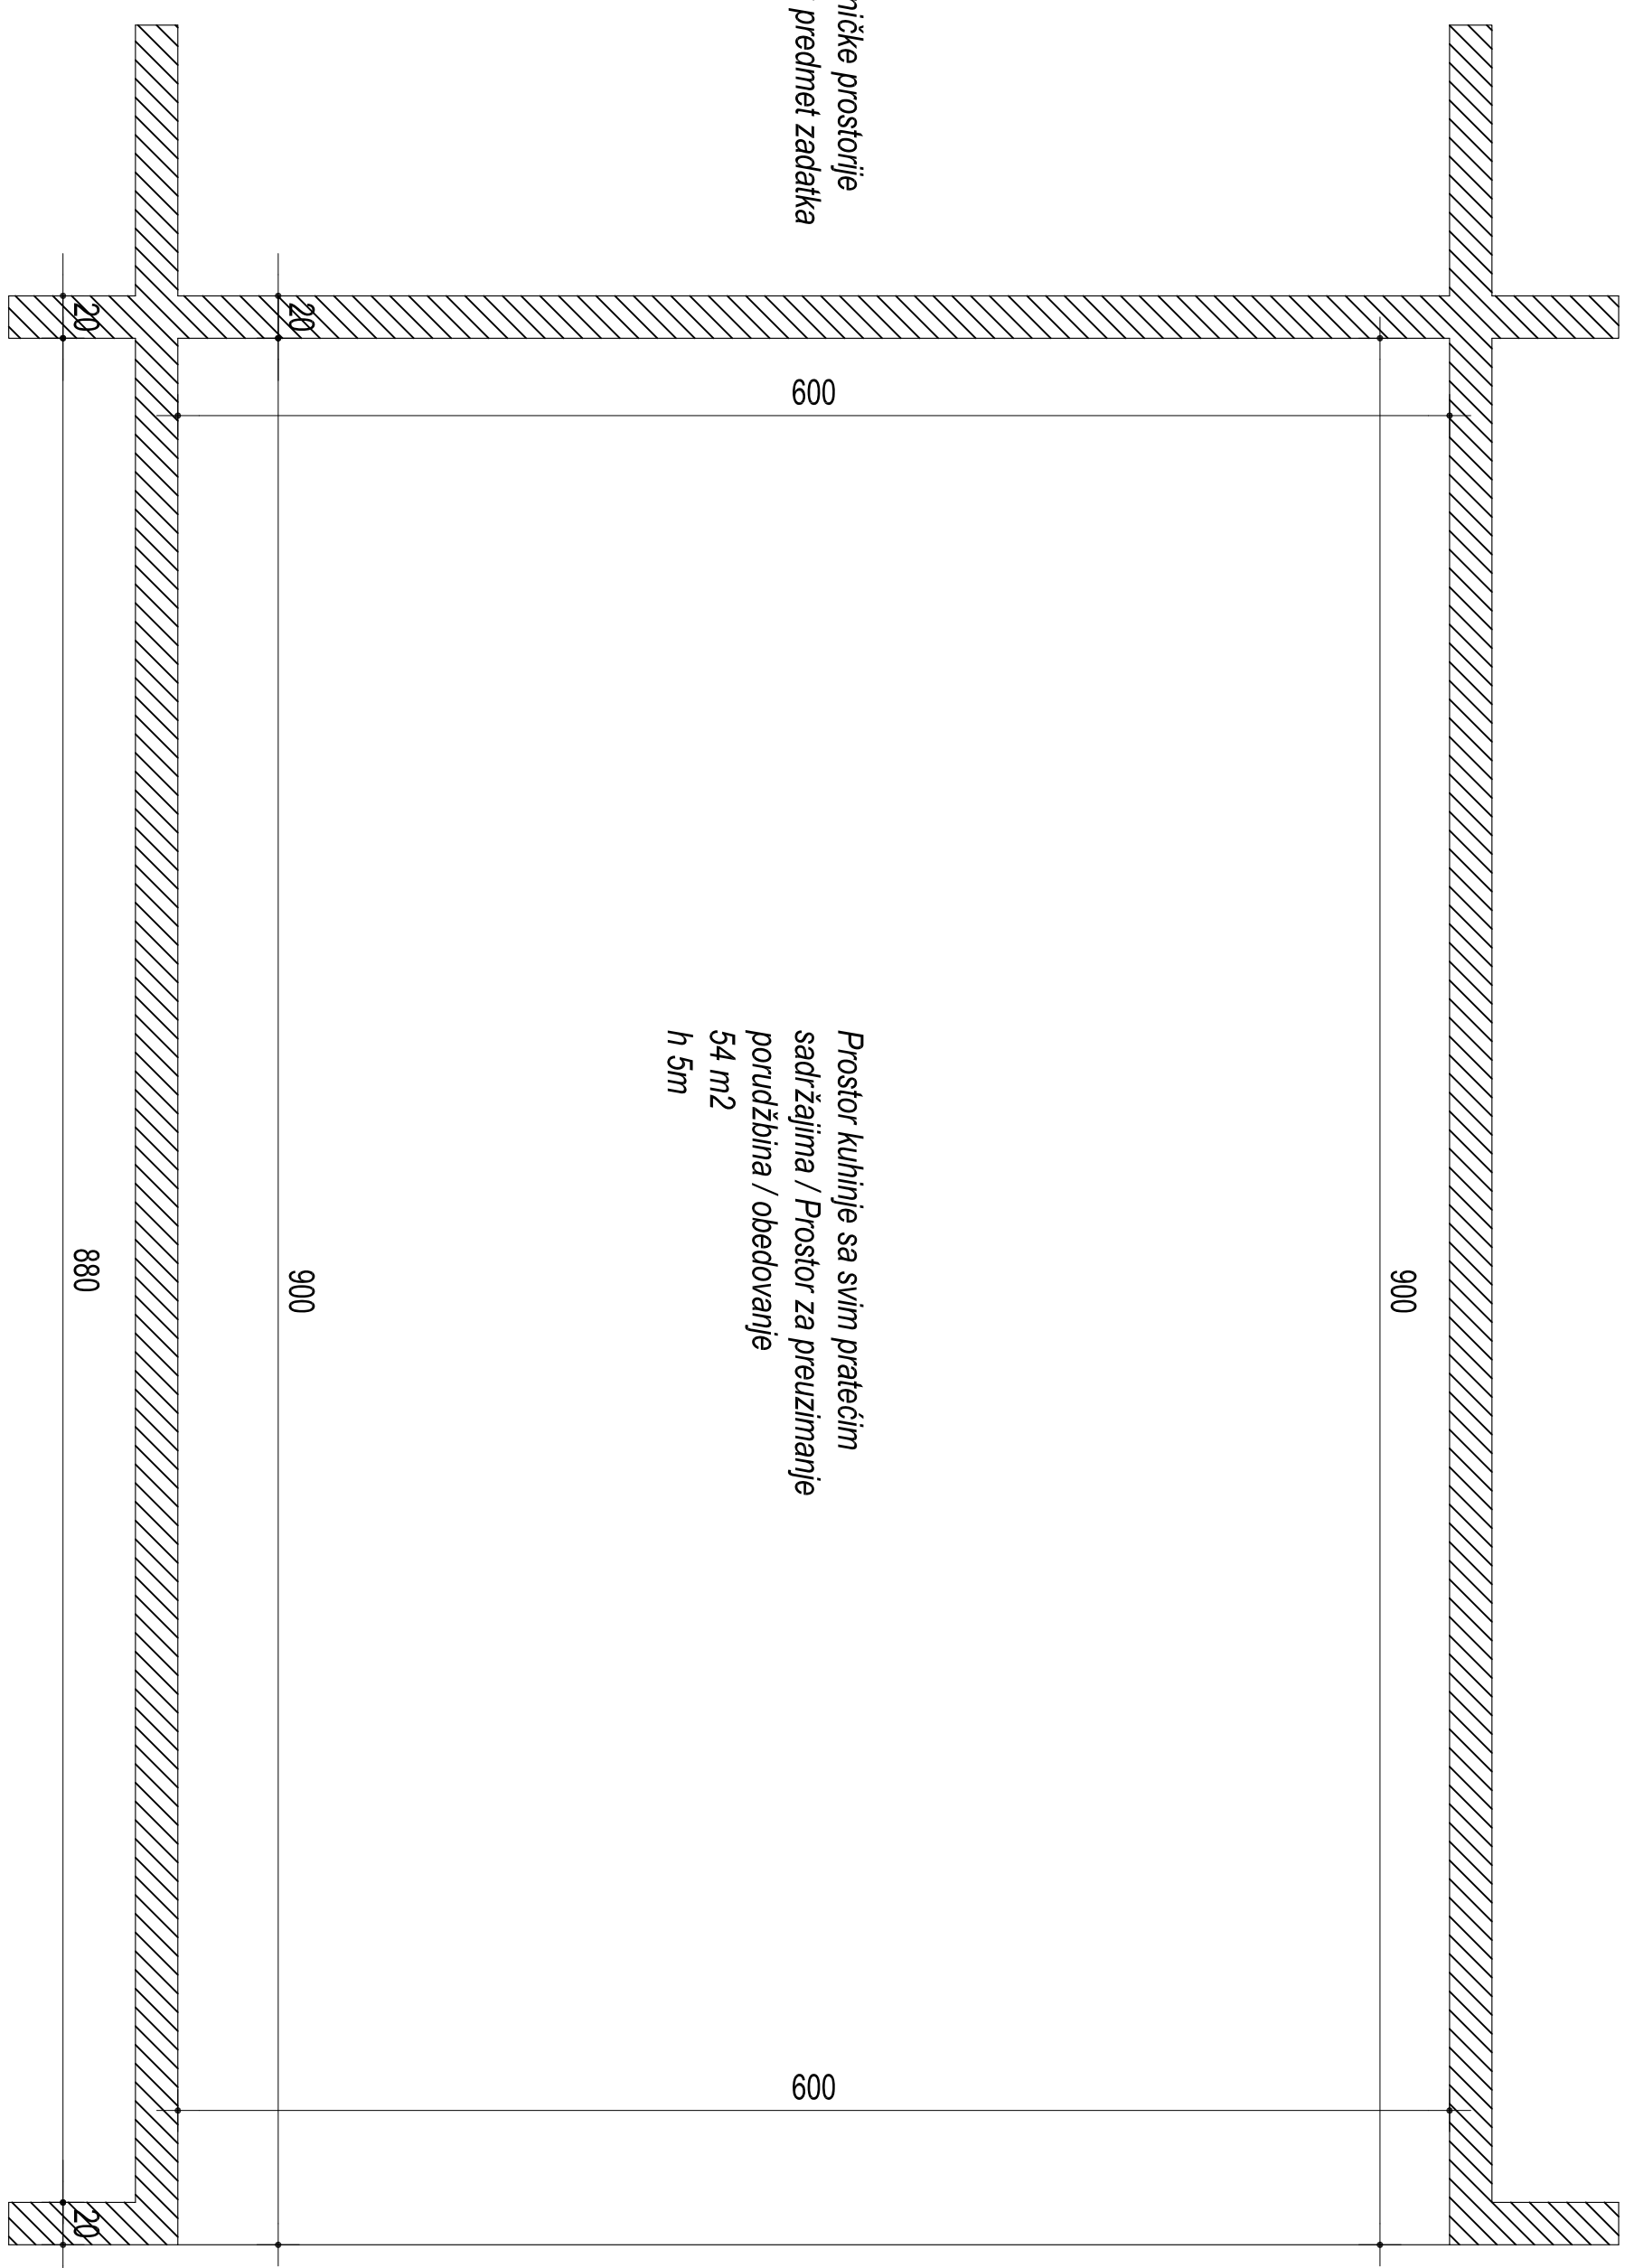 ničke prostorije
predmet zadatka
20
20
600
900
Prostor kuhinje sa svim pratećim
sadržajima / Prostor za preuzimanje
porudžbina / obedovanje
54 m2
h 5m
900
880
600
20